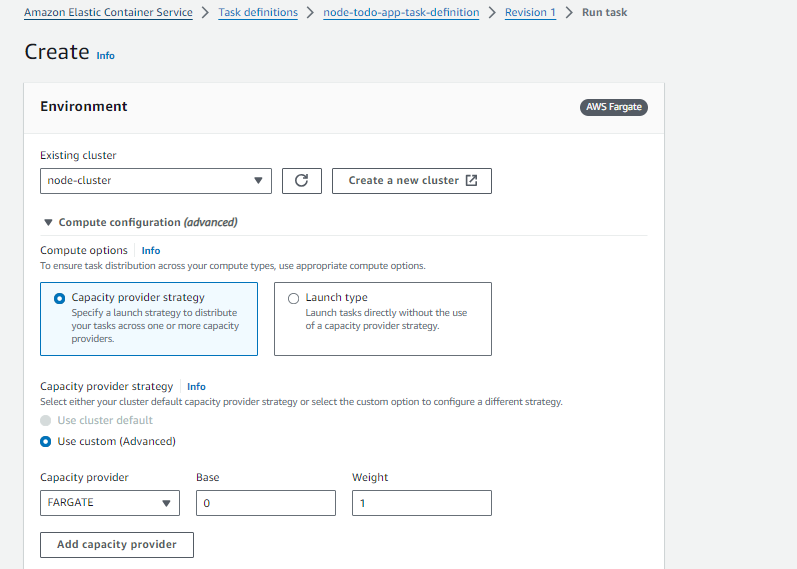 Amazon Elastic Container Service > Task definitions > node-todo-app-task-definition > Revision 1 > Run task
Create Info
Environment
AWS Fargate
Existing cluster
node-cluster
Create a new cluster
Compute configuration (advanced)
Compute options Info
To ensure task distribution across your compute types, use appropriate compute options.
Capacity provider strategy
Specify a launch strategy to distribute
your tasks across one or more capacity
providers.
Launch type
Launch tasks directly without the use
of a capacity provider strategy.
Capacity provider strategy Info
Select either your cluster default capacity provider strategy or select the custom option to configure a different strategy.
Use cluster default
Use custom (Advanced)
Capacity provider Base Weight
FARGATE 0 1
Add capacity provider